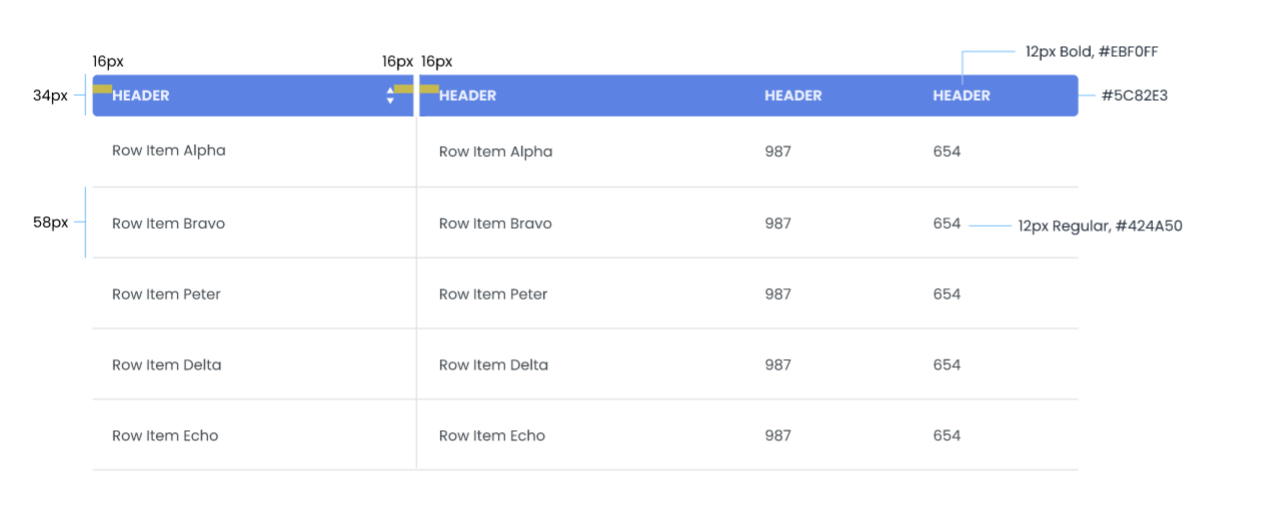 12px Bold, #EBF0FF
16px 16px 16px
34px HEADER HEADER HEADER HEADER #5C82E3
Row Item Alpha Row Item Alpha 987 654
58px Row Item Bravo Row Item Bravo 987 654 12px Regular, #424A50
Row Item Peter Row Item Peter 987 654
Row Item Delta Row Item Delta 987 654
Row Item Echo Row Item Echo 987 654